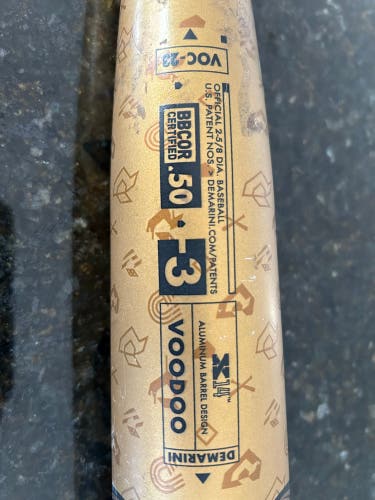 VOC-23
OFFICIAL 2-5/8 DIA. BASEBALL
U.S. PATENT NOS > DEMARINI.COM/PATENTS
BBCOR
CERTIFIED
.50
-3
X14™
ALUMINUM BARREL DESIGN
VOODOO
DEMARINI